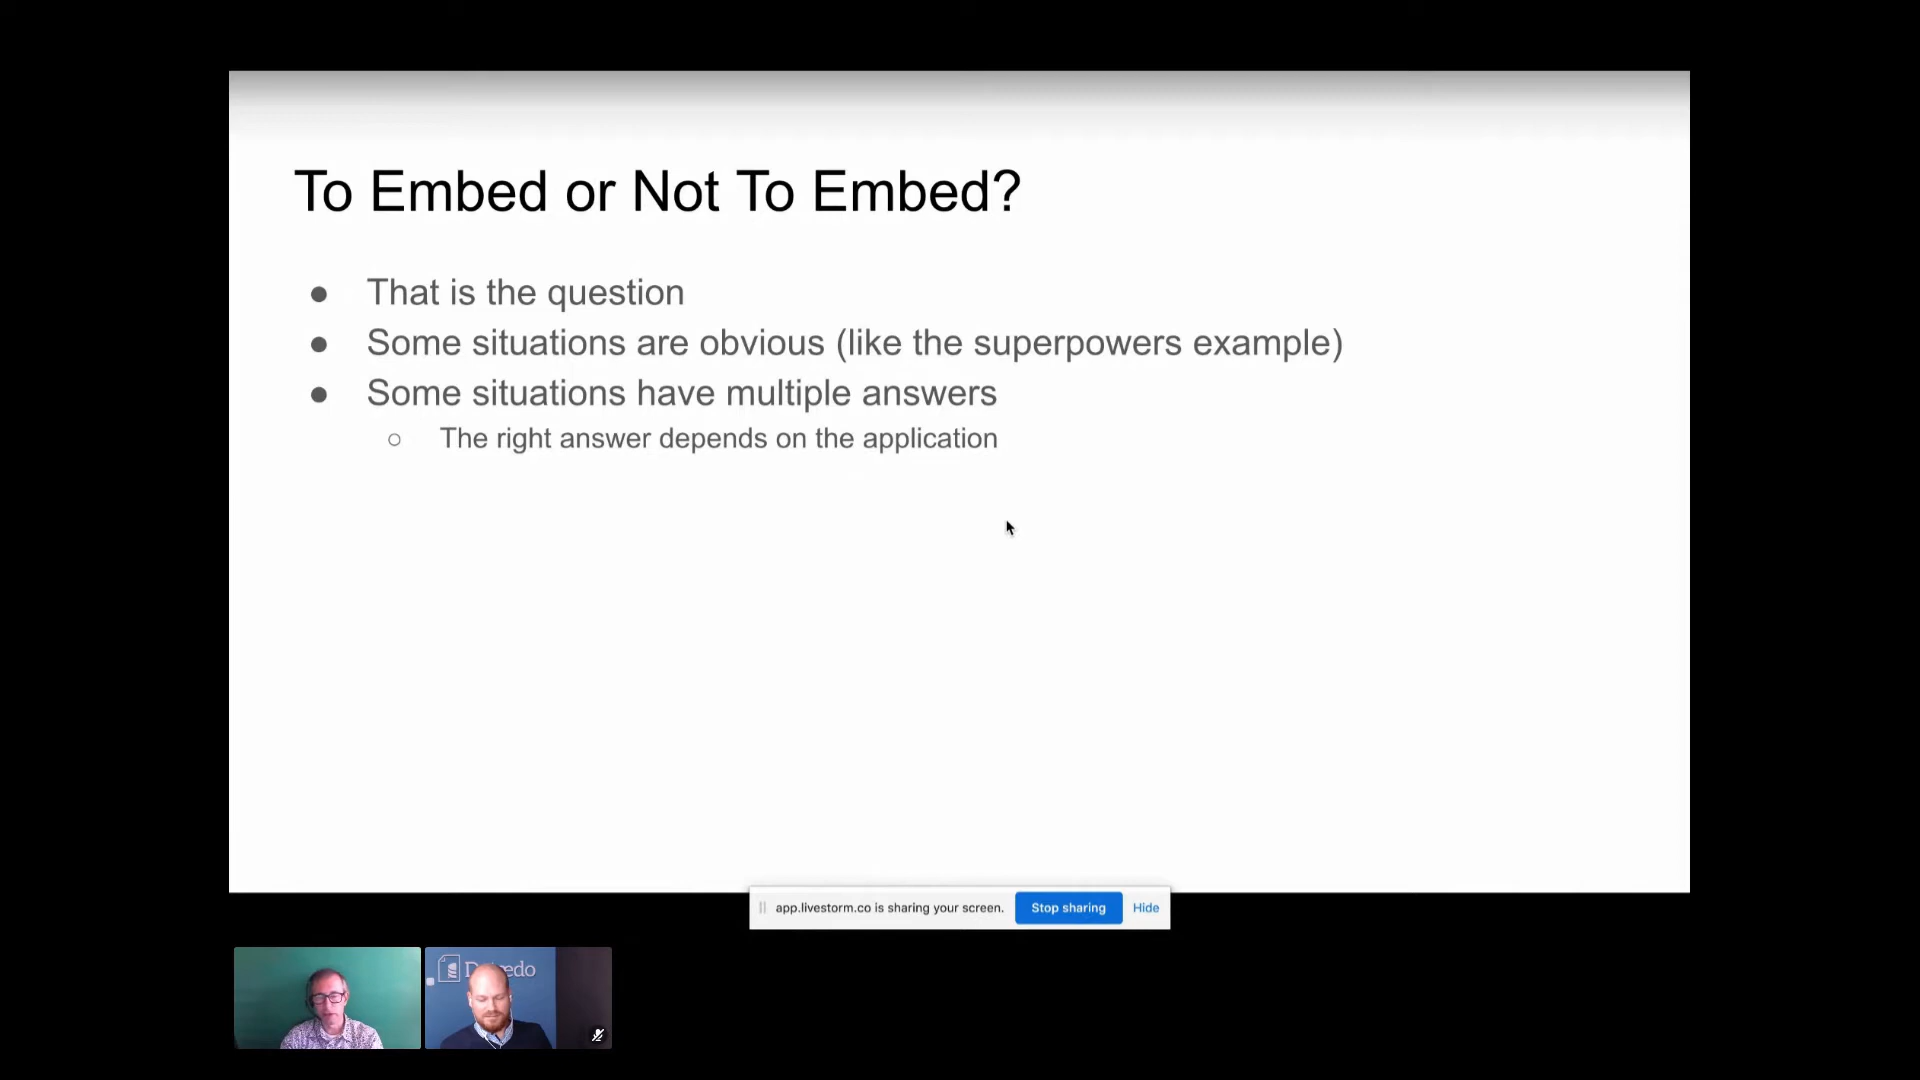 To Embed or Not To Embed?
● That is the question
● Some situations are obvious (like the superpowers example)
● Some situations have multiple answers
○ The right answer depends on the application
app.livestorm.co is sharing your screen. Stop sharing Hide